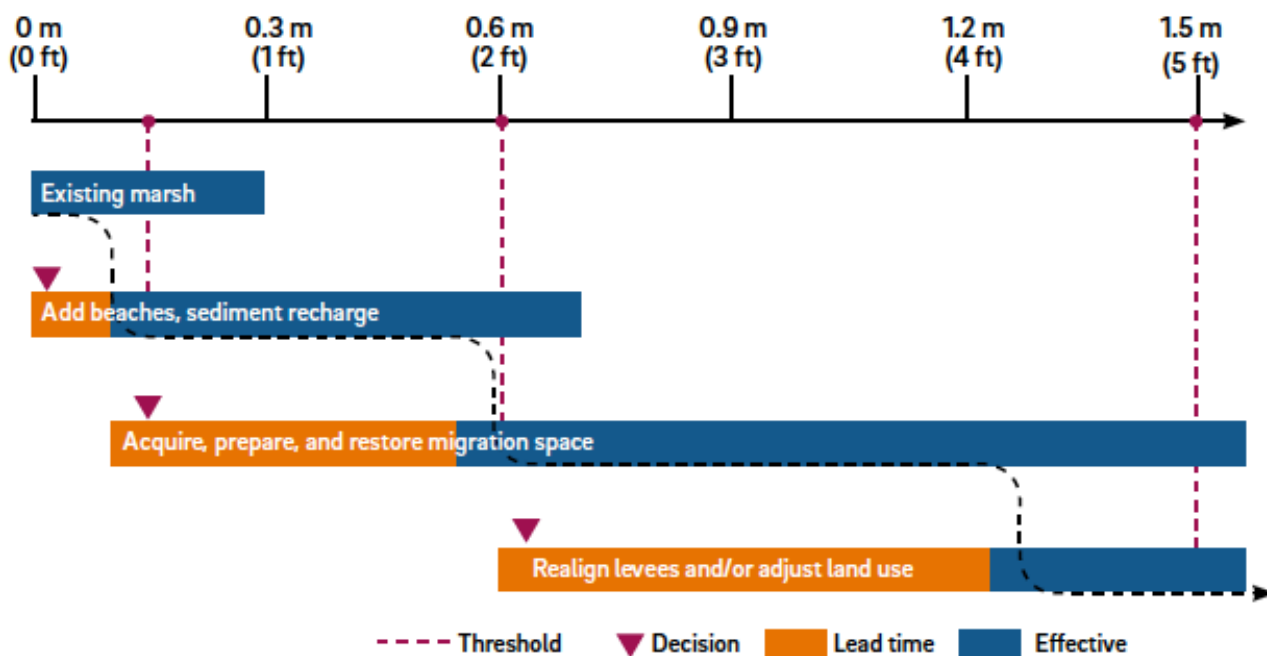 0 m 0.3 m 0.6 m 0.9 m 1.2 m 1.5 m
(0 ft) (1 ft) (2 ft) (3 ft) (4 ft) (5 ft)
Existing marsh
Add beaches, sediment recharge
Acquire, prepare, and restore migration space
Realign levees and/or adjust land use
Threshold Decision Lead time Effective